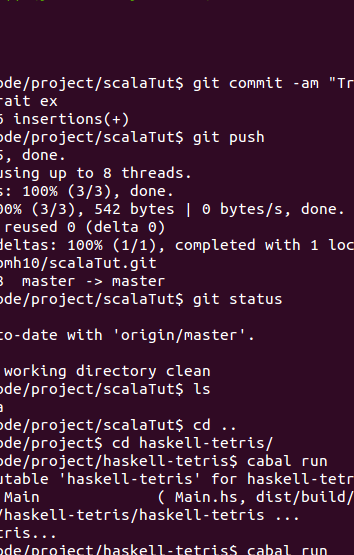 ode/project/scalaTut$ git commit -am "Tr
rait ex
5 insertions(+)
ode/project/scalaTut$ git push
5, done.
using up to 8 threads.
s: 100% (3/3), done.
00% (3/3), 542 bytes | 0 bytes/s, done.
reused 0 (delta 0)
deltas: 100% (1/1), completed with 1 loc
omh10/scalaTut.git
3  master -> master
ode/project/scalaTut$ git status
to-date with 'origin/master'.
working directory clean
ode/project/scalaTut$ ls
a
ode/project/scalaTut$ cd ..
ode/project$ cd haskell-tetris/
ode/project/haskell-tetris$ cabal run
utable 'haskell-tetris' for haskell-tetr
Main             ( Main.hs, dist/build/
/haskell-tetris/haskell-tetris ...
tris...
ode/project/haskell-tetris$ cabal run